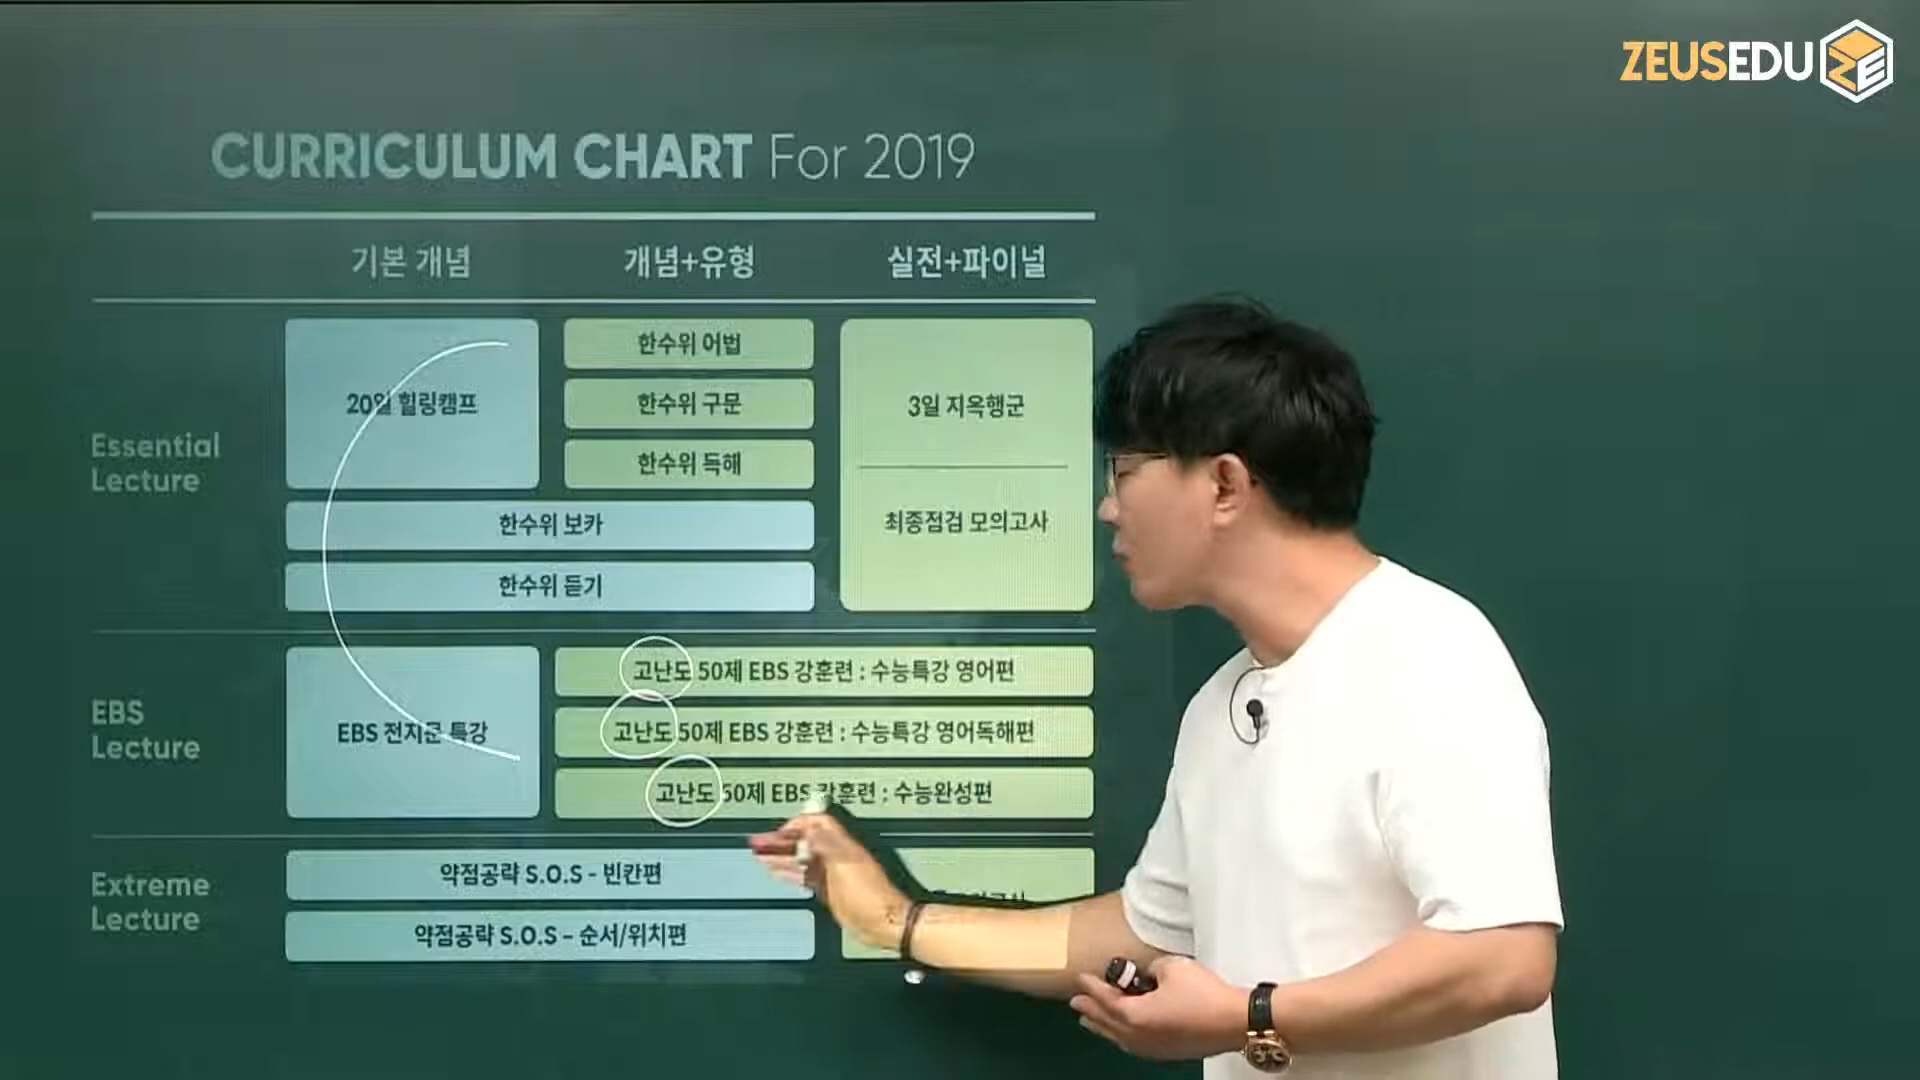 ZEUSEDU
CURRICULUM CHART For 2019
기본 개념
개념+유형
실전+파이널
Essential
Lecture
20일 힐링캠프
한수위 어법
한수위 구문
한수위 독해
한수위 보카
한수위 듣기
3일 지옥행군
최종점검 모의고사
EBS
Lecture
EBS 전지문 특강
고난도 50제 EBS 강훈련 : 수능특강 영어편
고난도 50제 EBS 강훈련 : 수능특강 영어독해편
고난도 50제 EBS 강훈련 : 수능완성편
Extreme
Lecture
약점공략 S.O.S - 빈칸편
약점공략 S.O.S - 순서/위치편